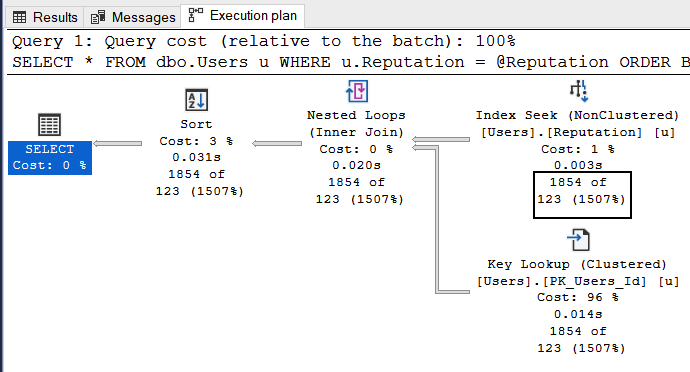 Results Messages Execution plan
Query 1: Query cost (relative to the batch): 100%
SELECT * FROM dbo.Users u WHERE u.Reputation = @Reputation ORDER B
SELECT
Cost: 0 %
Sort
Cost: 3 %
0.031s
1854 of
123 (1507%)
Nested Loops
(Inner Join)
Cost: 0 %
0.020s
1854 of
123 (1507%)
Index Seek (NonClustered)
[Users].[Reputation] [u]
Cost: 1 %
0.003s
1854 of
123 (1507%)
Key Lookup (Clustered)
[Users].[PK_Users_Id] [u]
Cost: 96 %
0.014s
1854 of
123 (1507%)